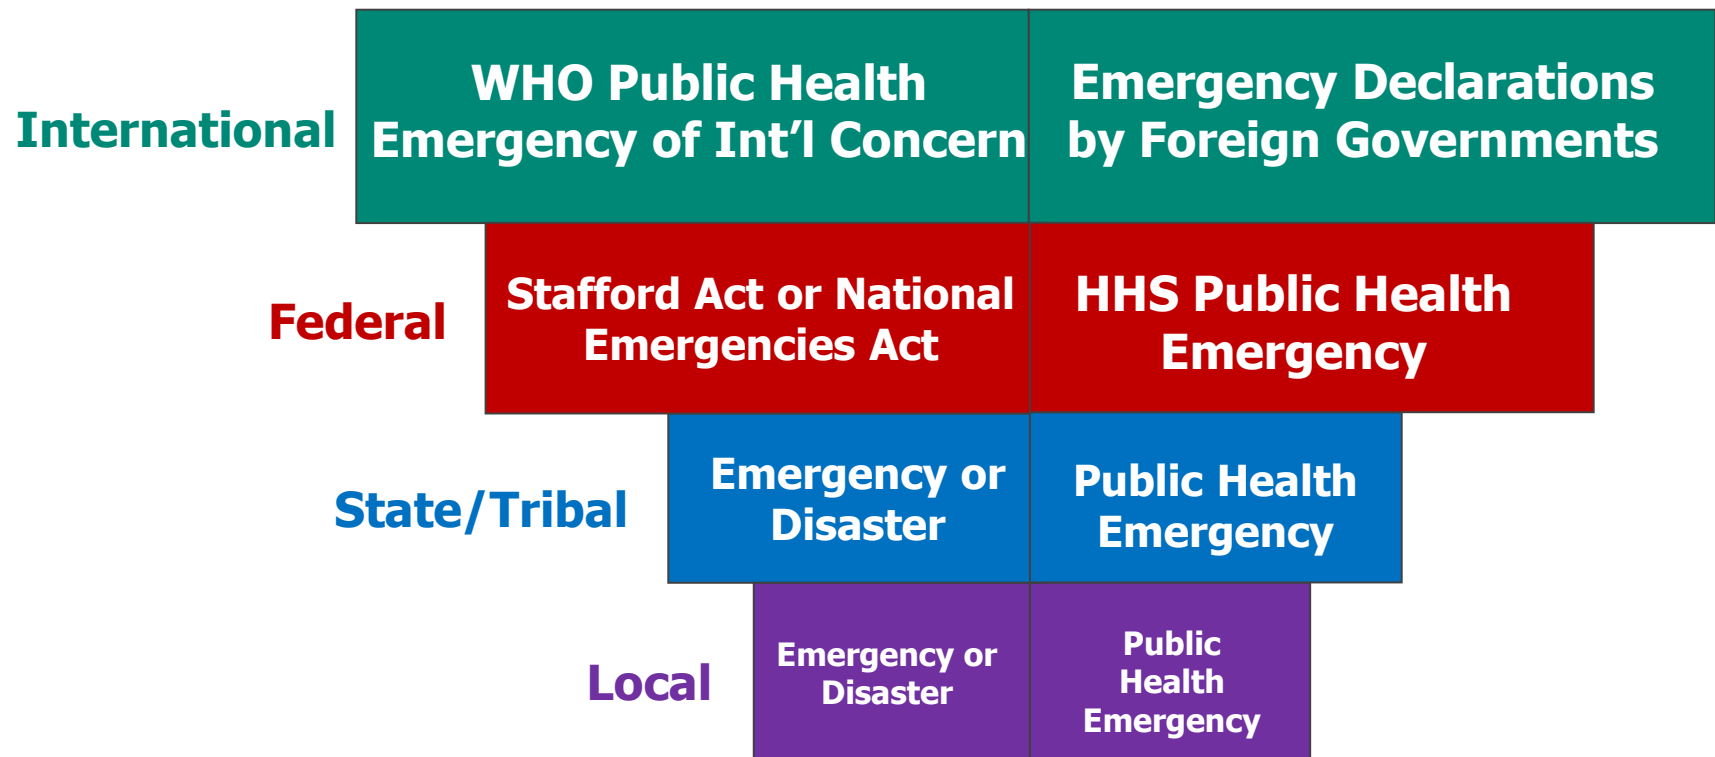 International
WHO Public Health
Emergency of Int’l Concern
Emergency Declarations
by Foreign Governments
Federal
Stafford Act or National
Emergencies Act
HHS Public Health
Emergency
State/Tribal
Emergency or
Disaster
Public Health
Emergency
Local
Emergency or
Disaster
Public
Health
Emergency